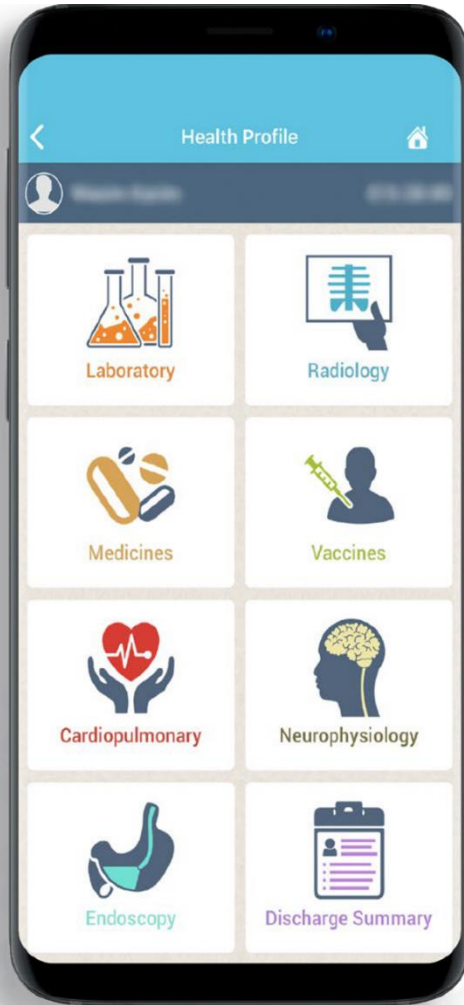 Health Profile
Laboratory
Radiology
Medicines
Vaccines
Cardiopulmonary
Neurophysiology
Endoscopy
Discharge Summary